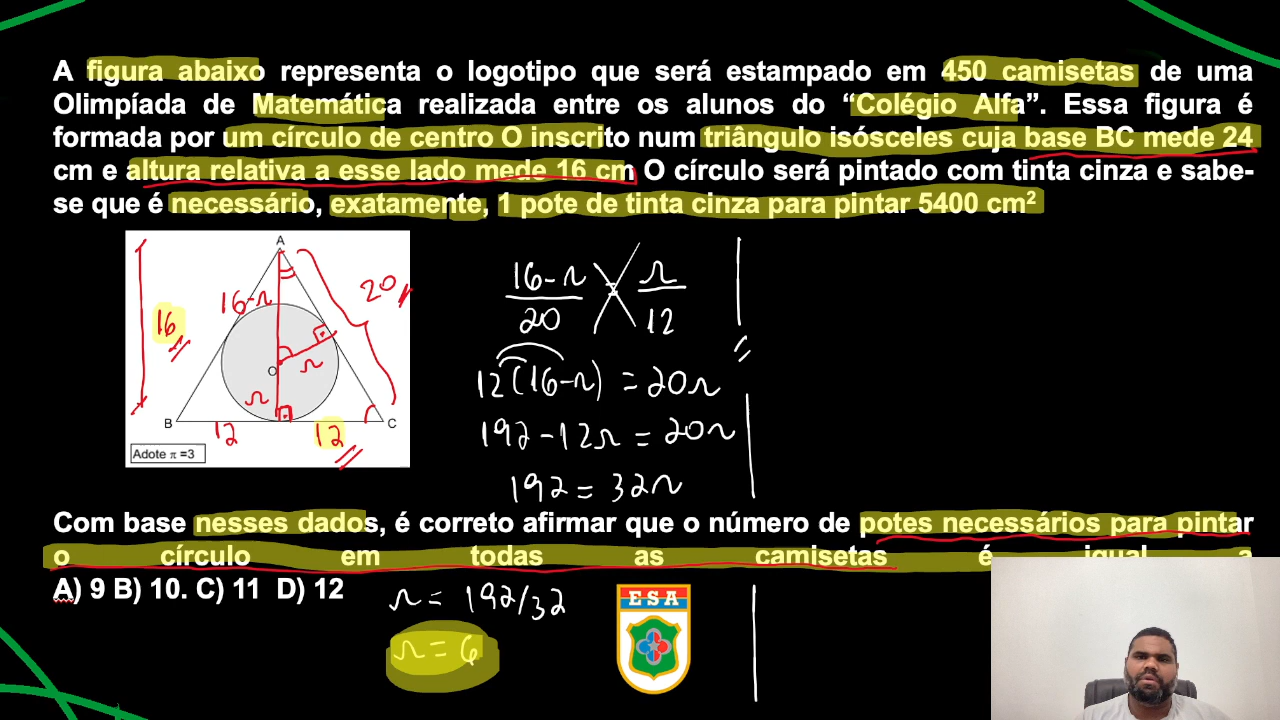 A figura abaixo representa o logotipo que será estampado em 450 camisetas de uma
Olimpíada de Matemática realizada entre os alunos do “Colégio Alfa”. Essa figura é
formada por um círculo de centro O inscrito num triângulo isósceles cuja base BC mede 24
cm e altura relativa a esse lado mede 16 cm O círculo será pintado com tinta cinza e sabe-
se que é necessário, exatamente, 1 pote de tinta cinza para pintar 5400 cm²
A
16-r
20
16
O
r
r
B
12
12
C
Adote π =3
16-r / 20 = r / 12
12(16-r) = 20r
192-12r = 20r
192 = 32r
Com base nesses dados, é correto afirmar que o número de potes necessários para pintar
o círculo em todas as camisetas é igual a
A) 9 B) 10. C) 11 D) 12
r = 192/32
r = 6
ESA